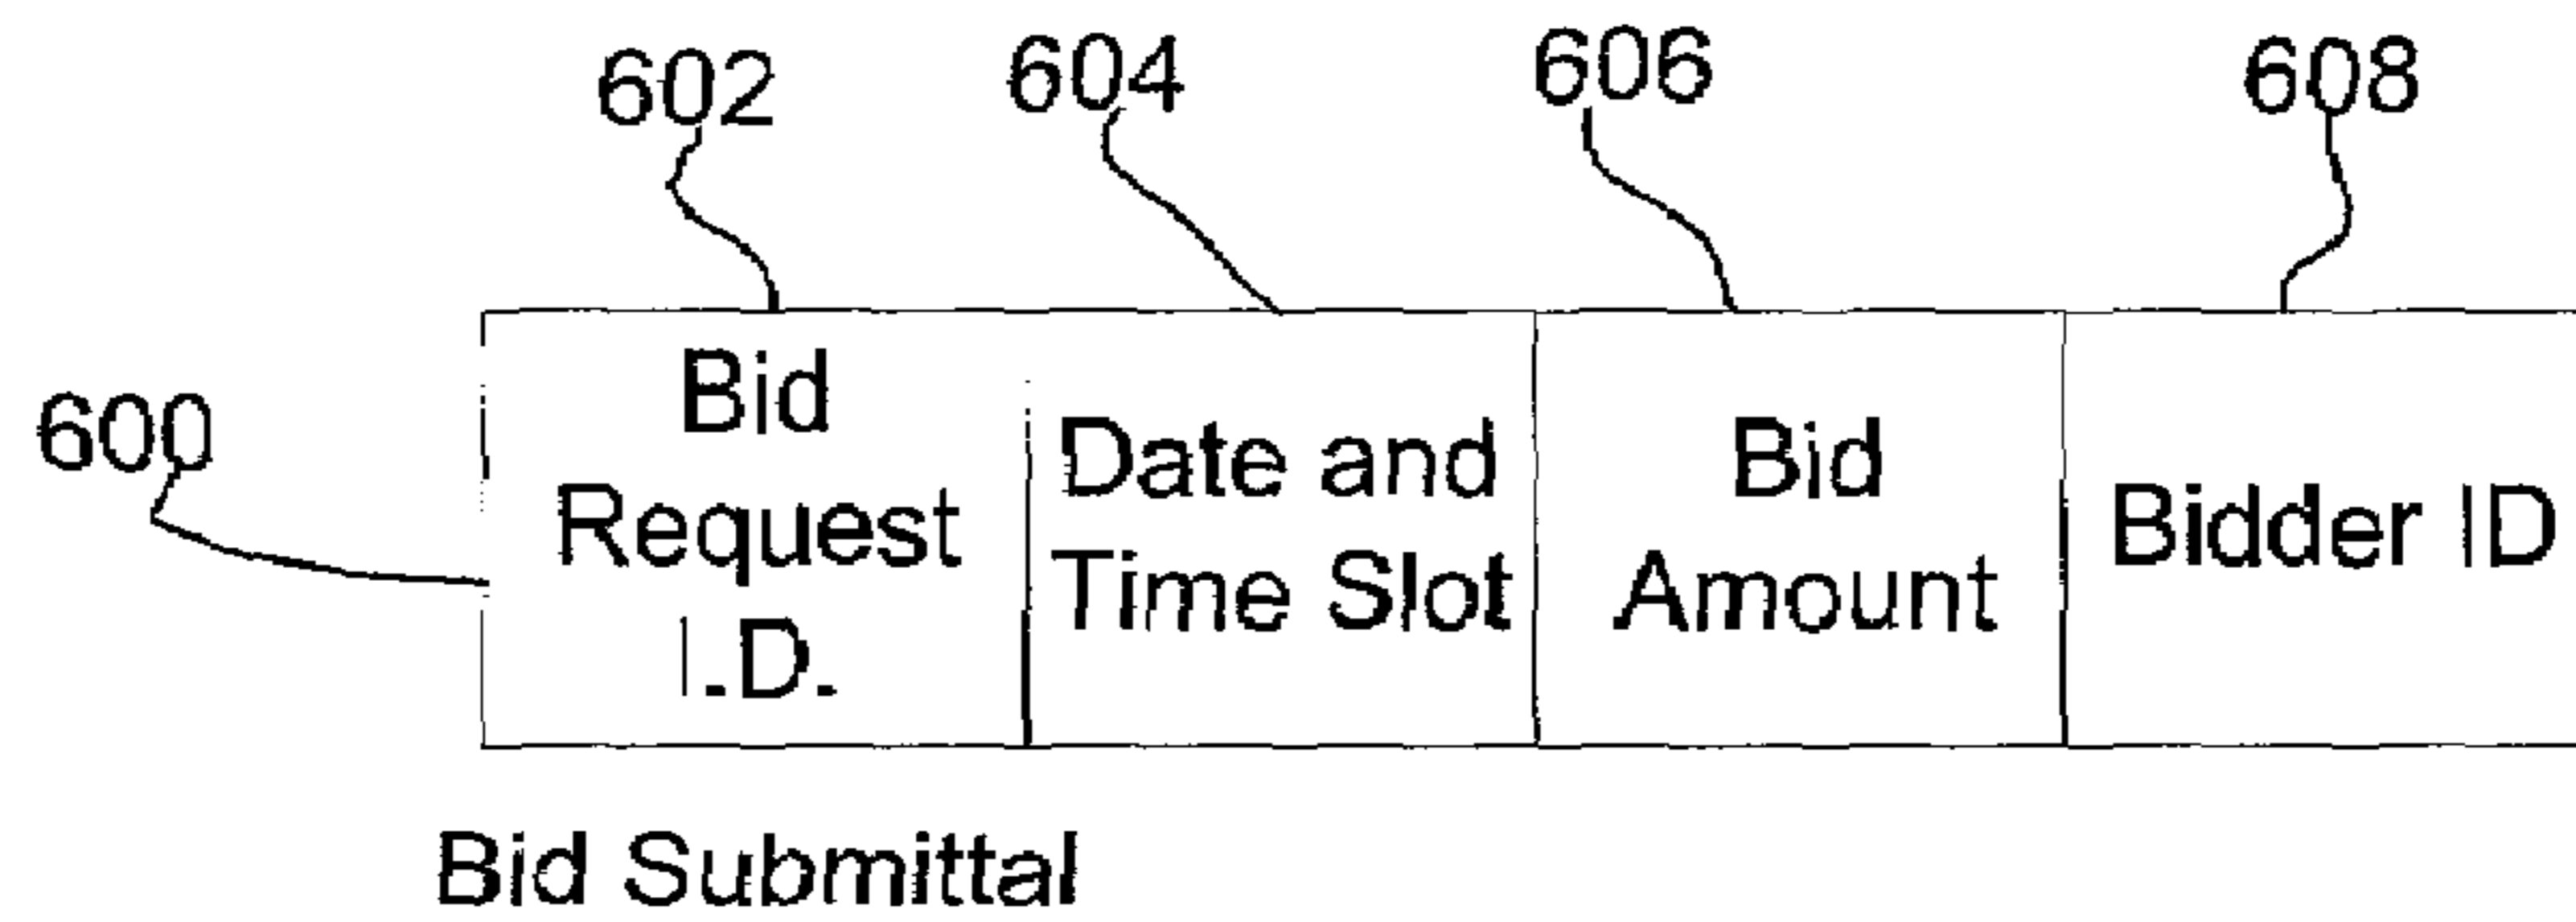 602
604
606
608
600
Bid
Request
I.D.
Date and
Time Slot
Bid
Amount
Bidder ID
Bid Submittal